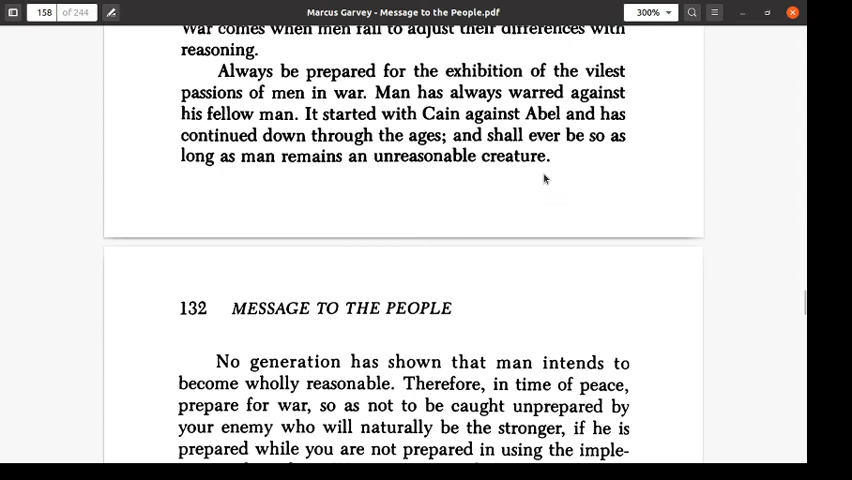 158 of 244
Marcus Garvey - Message to the People.pdf
300%
War comes when men fail to adjust their differences with
reasoning.
Always be prepared for the exhibition of the vilest
passions of men in war. Man has always warred against
his fellow man. It started with Cain against Abel and has
continued down through the ages; and shall ever be so as
long as man remains an unreasonable creature.
132 MESSAGE TO THE PEOPLE
No generation has shown that man intends to
become wholly reasonable. Therefore, in time of peace,
prepare for war, so as not to be caught unprepared by
your enemy who will naturally be the stronger, if he is
prepared while you are not prepared in using the imple-